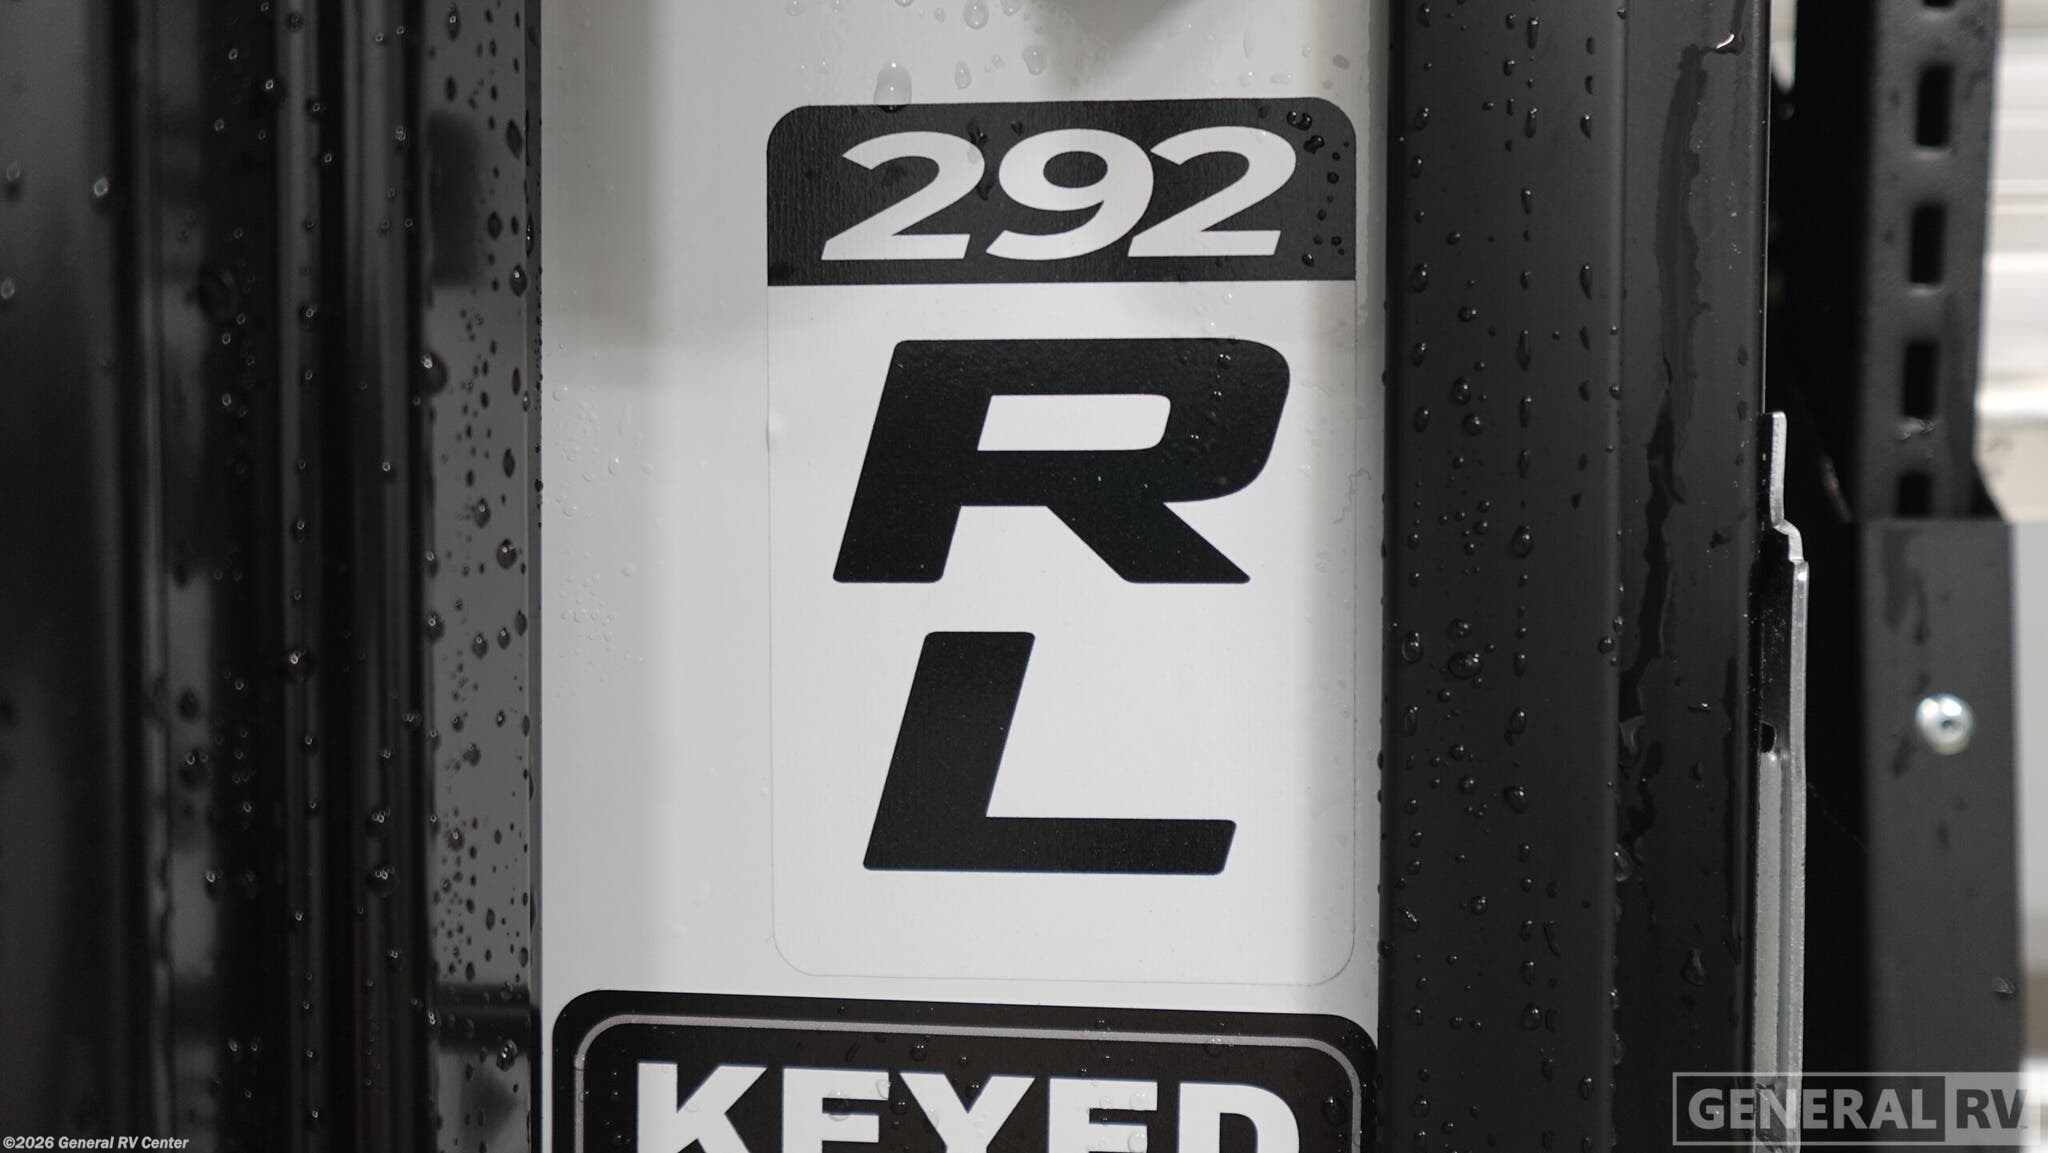 292
R
L
KEYED
©2026 General RV Center
GENERAL RV